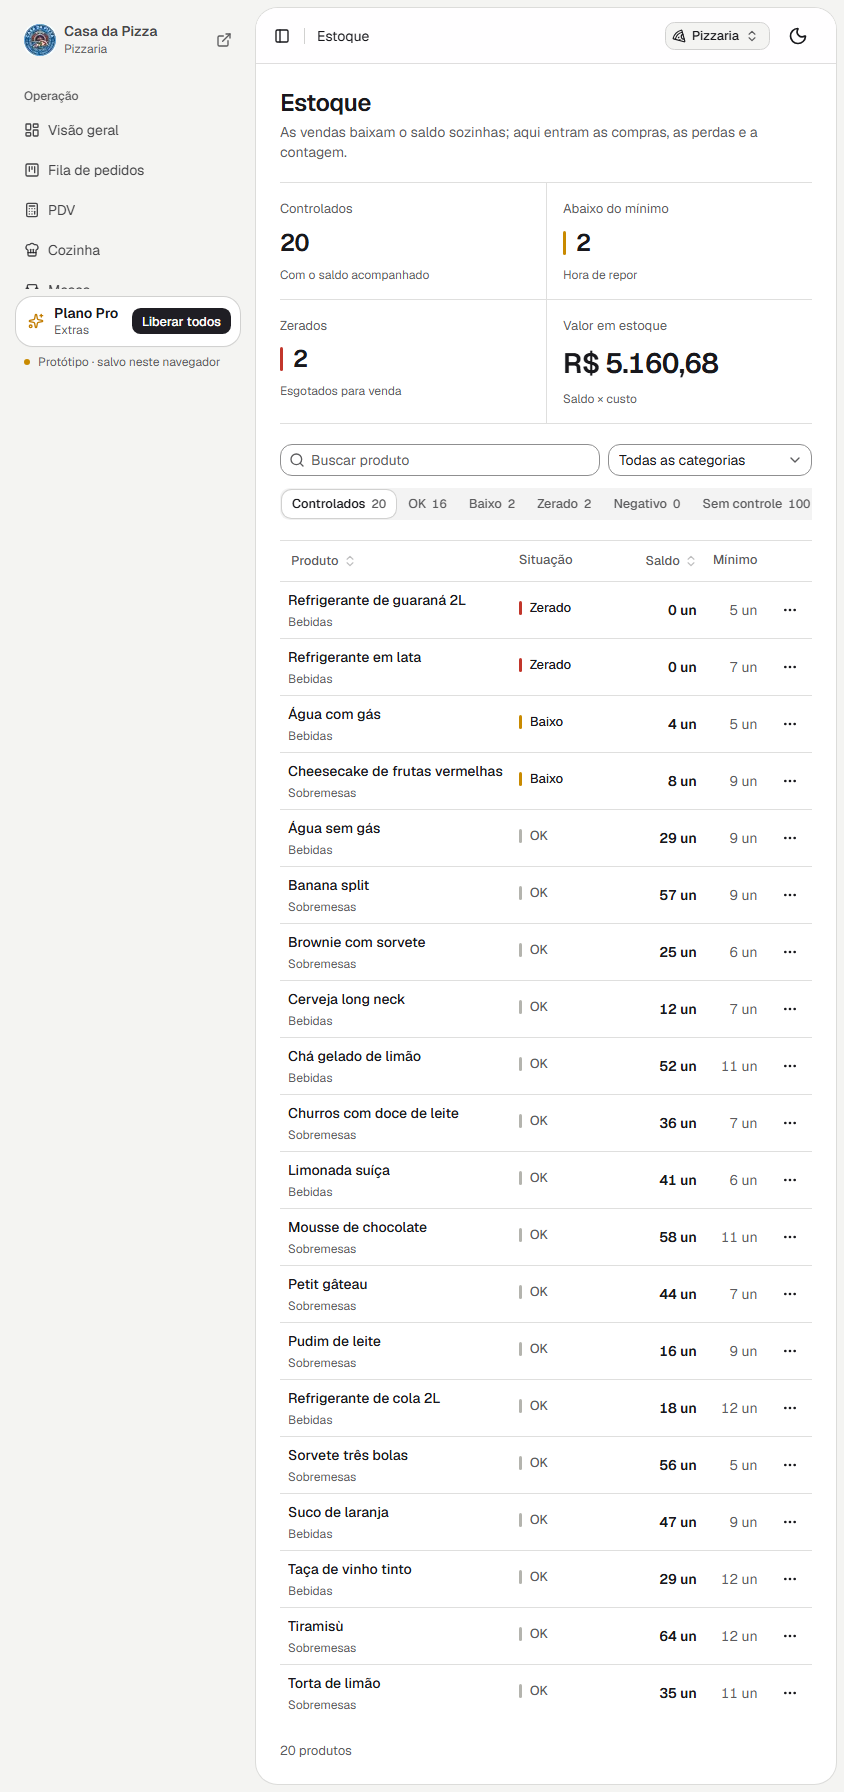 Casa da Pizza
Pizzaria
Operação
Visão geral
Fila de pedidos
PDV
Cozinha
Plano Pro
Extras
Liberar todos
Protótipo · salvo neste navegador
Estoque
Pizzaria
Estoque
As vendas baixam o saldo sozinhas; aqui entram as compras, as perdas e a
contagem.
Controlados
20
Com o saldo acompanhado
Abaixo do mínimo
2
Hora de repor
Zerados
2
Esgotados para venda
Valor em estoque
R$ 5.160,68
Saldo × custo
Buscar produto
Todas as categorias
Controlados 20 OK 16 Baixo 2 Zerado 2 Negativo 0 Sem controle 100
Produto Situação Saldo Mínimo
Refrigerante de guaraná 2L Zerado 0 un 5 un
Bebidas
Refrigerante em lata Zerado 0 un 7 un
Bebidas
Água com gás Baixo 4 un 5 un
Bebidas
Cheesecake de frutas vermelhas Baixo 8 un 9 un
Sobremesas
Água sem gás OK 29 un 9 un
Bebidas
Banana split OK 57 un 9 un
Sobremesas
Brownie com sorvete OK 25 un 6 un
Sobremesas
Cerveja long neck OK 12 un 7 un
Bebidas
Chá gelado de limão OK 52 un 11 un
Bebidas
Churros com doce de leite OK 36 un 7 un
Sobremesas
Limonada suíça OK 41 un 6 un
Bebidas
Mousse de chocolate OK 58 un 11 un
Sobremesas
Petit gâteau OK 44 un 7 un
Sobremesas
Pudim de leite OK 16 un 9 un
Sobremesas
Refrigerante de cola 2L OK 18 un 12 un
Bebidas
Sorvete três bolas OK 56 un 5 un
Sobremesas
Suco de laranja OK 47 un 9 un
Bebidas
Taça de vinho tinto OK 29 un 12 un
Bebidas
Tiramisù OK 64 un 12 un
Sobremesas
Torta de limão OK 35 un 11 un
Sobremesas
20 produtos